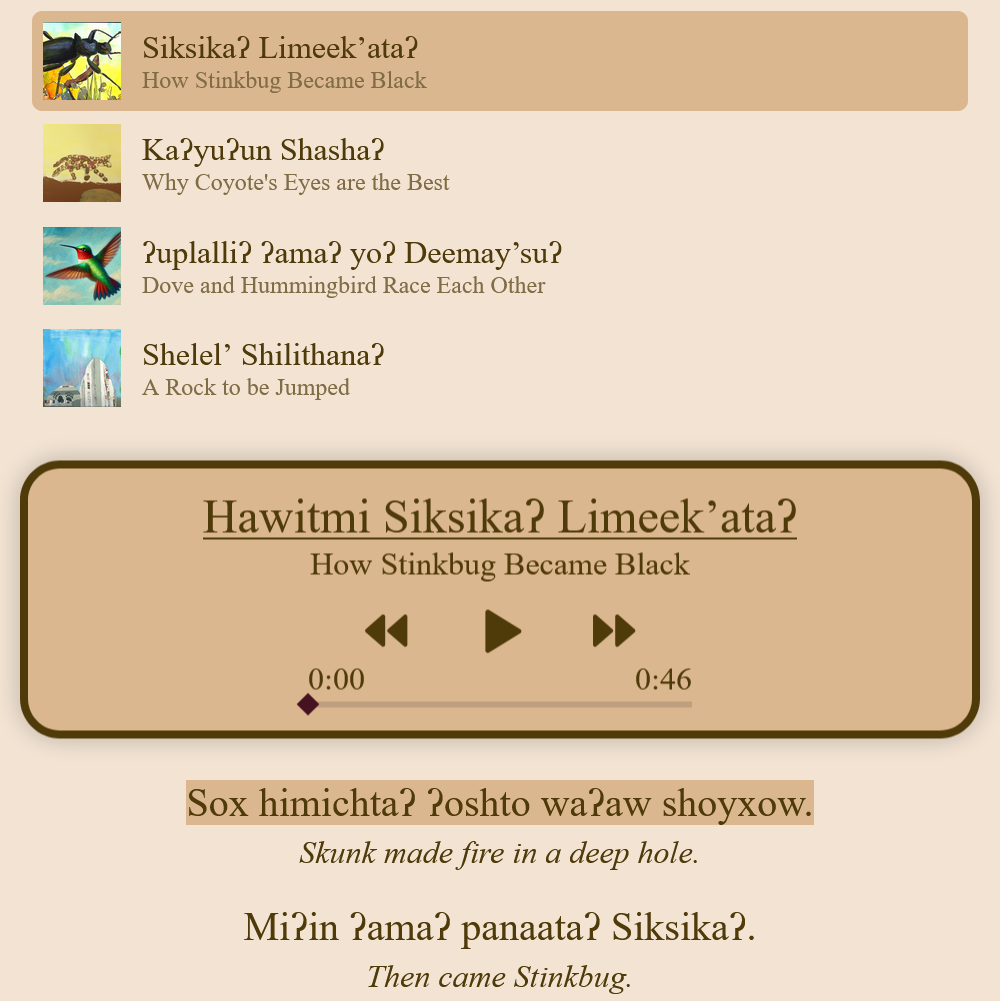 Siksikaʔ Limeek’ataʔ
How Stinkbug Became Black
Kaʔyuʔun Shashaʔ
Why Coyote's Eyes are the Best
ʔuplalliʔ ʔamaʔ yoʔ Deemay’suʔ
Dove and Hummingbird Race Each Other
Shelel’ Shilithanaʔ
A Rock to be Jumped
Hawitmi Siksikaʔ Limeek’ataʔ
How Stinkbug Became Black
0:00 0:46
Sox himichtaʔ ʔoshto waʔaw shoyxow.
Skunk made fire in a deep hole.
Miʔin ʔamaʔ panaataʔ Siksikaʔ.
Then came Stinkbug.